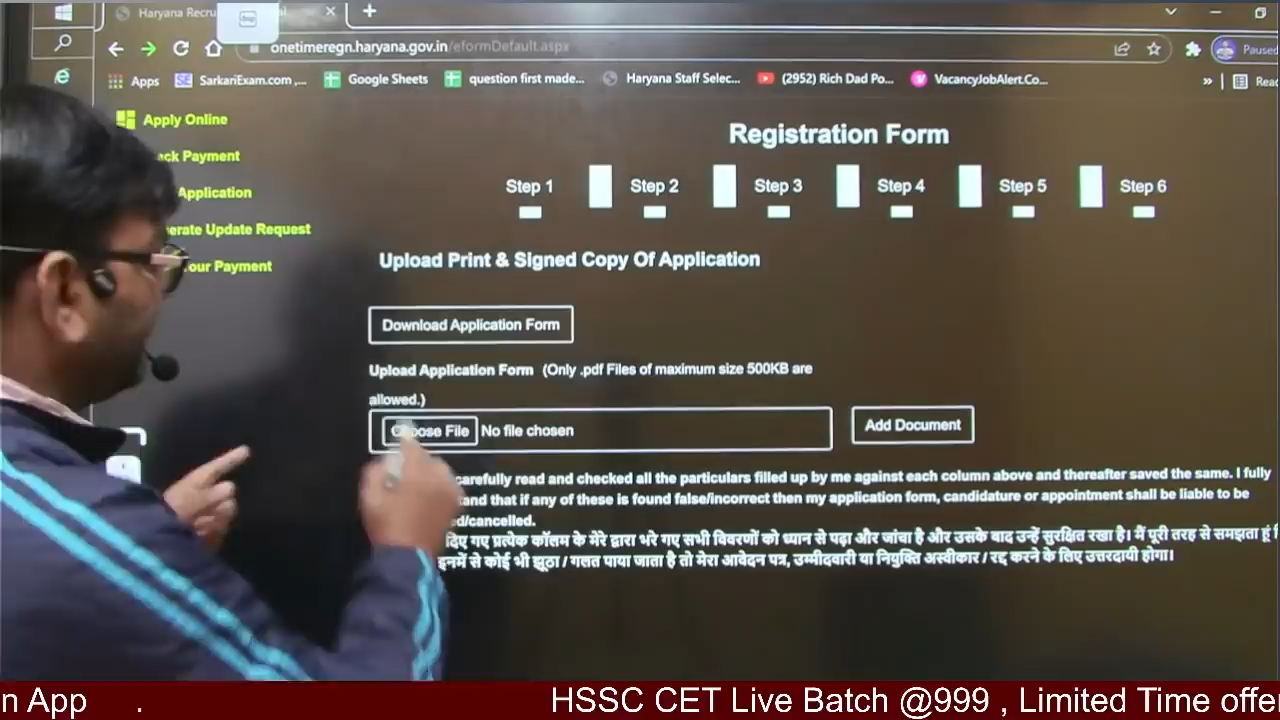 Haryana Recru
onetimeregn.haryana.gov.in/eformDefault.aspx
Paused
Apps
SarkariExam.com ,...
Google Sheets
question first made...
Haryana Staff Selec...
(2952) Rich Dad Po...
VacancyJobAlert.Co...
»
Read
Apply Online
ck Payment
Application
erate Update Request
our Payment
Registration Form
Step 1
Step 2
Step 3
Step 4
Step 5
Step 6
Upload Print & Signed Copy Of Application
Download Application Form
Upload Application Form (Only .pdf Files of maximum size 500KB are
allowed.)
Choose File No file chosen
Add Document
carefully read and checked all the particulars filled up by me against each column above and thereafter saved the same. I fully
and that if any of these is found false/incorrect then my application form, candidature or appointment shall be liable to be
ed/cancelled.
दिए गए प्रत्येक कॉलम के मेरे द्वारा भरे गए सभी विवरणों को ध्यान से पढ़ा और जांचा है और उसके बाद उन्हें सुरक्षित रखा है। मैं पूरी तरह से समझता हूं
इनमें से कोई भी झूठा / गलत पाया जाता है तो मेरा आवेदन पत्र, उम्मीदवारी या नियुक्ति अस्वीकार / रद्द करने के लिए उत्तरदायी होगा।
n App . HSSC CET Live Batch @999 , Limited Time offe